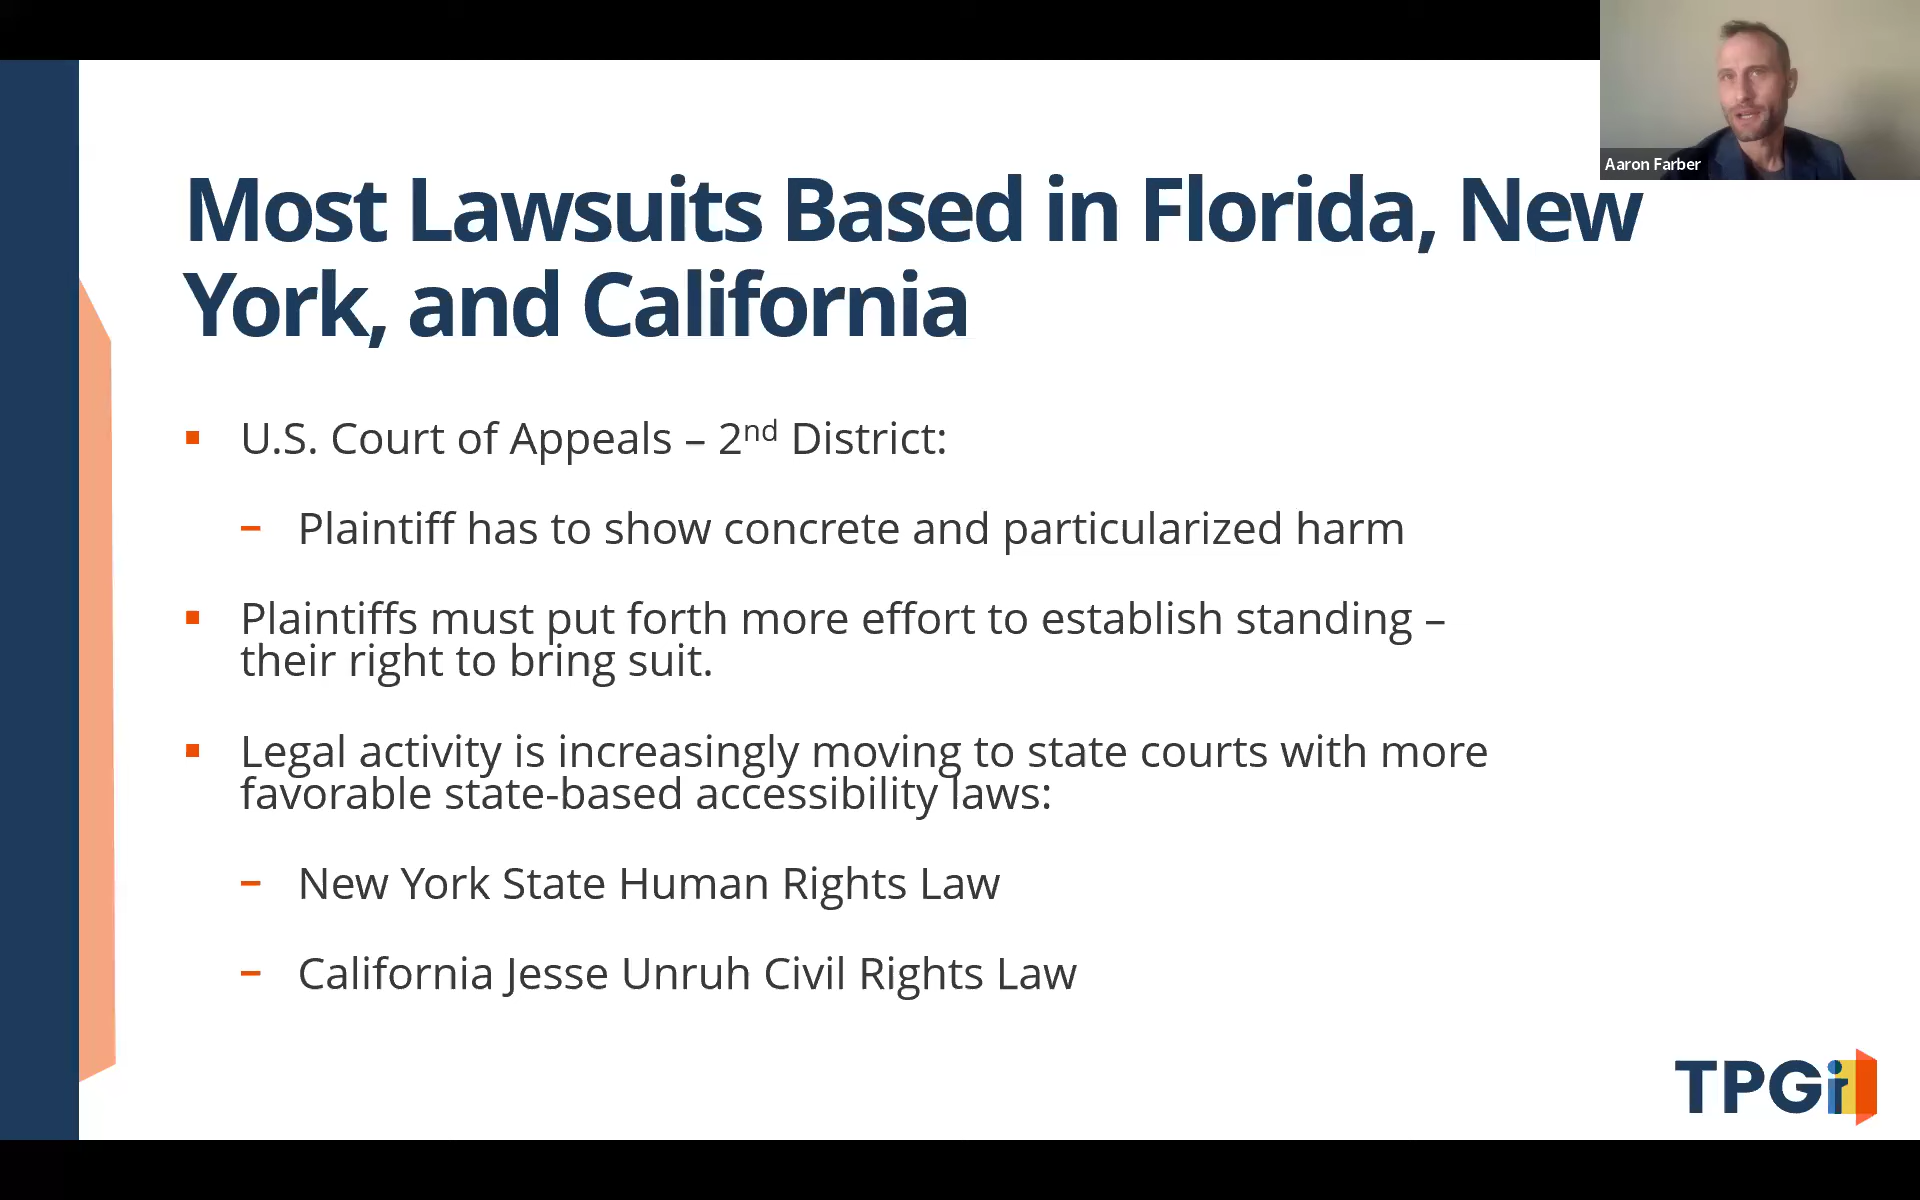 Aaron Farber
Most Lawsuits Based in Florida, New
York, and California
▪ U.S. Court of Appeals – 2nd District:
– Plaintiff has to show concrete and particularized harm
▪ Plaintiffs must put forth more effort to establish standing –
their right to bring suit.
▪ Legal activity is increasingly moving to state courts with more
favorable state-based accessibility laws:
– New York State Human Rights Law
– California Jesse Unruh Civil Rights Law
TPGi